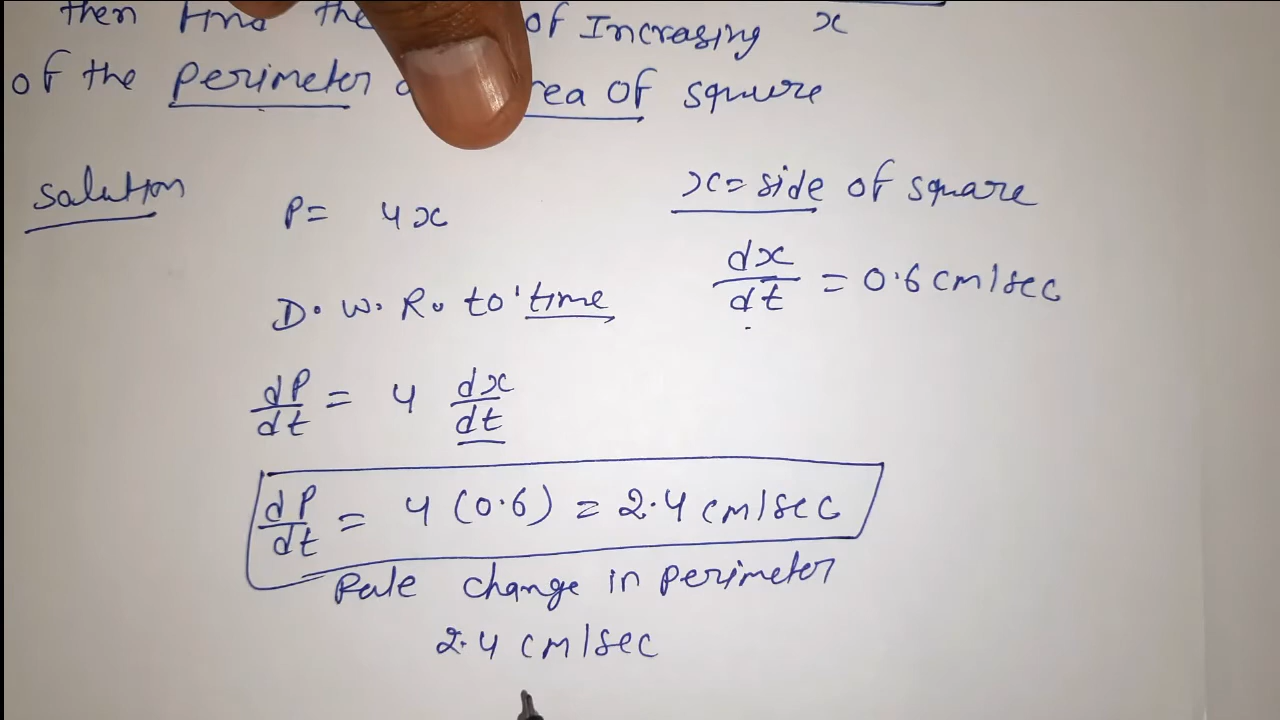 then find the of Increasing x
of the perimeter rea of square
solution
x = side of square
P = 4x
dx/dt = 0.6 cm/sec
D. W. R. to 'time
dP/dt = 4 dx/dt
dP/dt = 4 (0.6) = 2.4 cm/sec
Rate change in perimeter
2.4 cm/sec